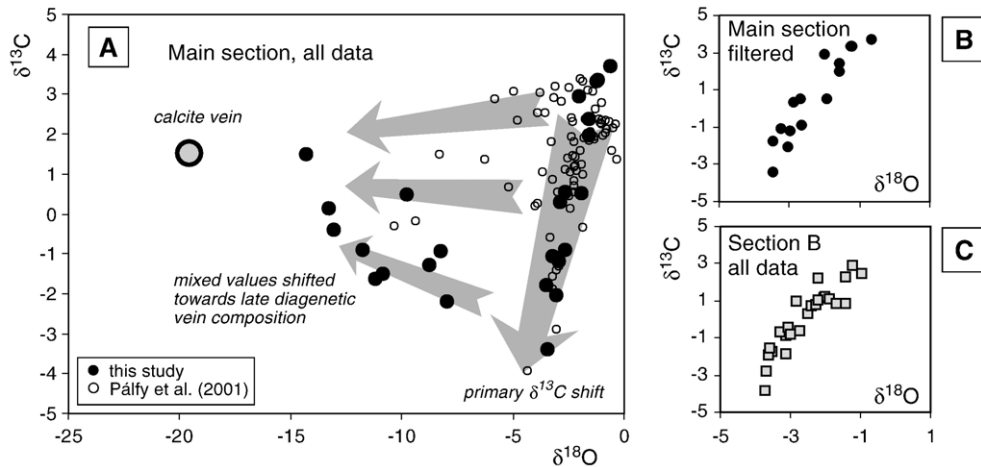 A
Main section, all data
calcite vein
mixed values shifted
towards late diagenetic
vein composition
this study
Pálfy et al. (2001)
primary δ¹³C shift
δ¹³C
5
4
3
2
1
0
-1
-2
-3
-4
-5
-25
-20
-15
-10
-5
0
δ¹⁸O
B
Main section
filtered
δ¹³C
5
3
1
-1
-3
-5
δ¹⁸O
C
Section B
all data
δ¹³C
5
3
1
-1
-3
-5
δ¹⁸O
-5
-3
-1
1